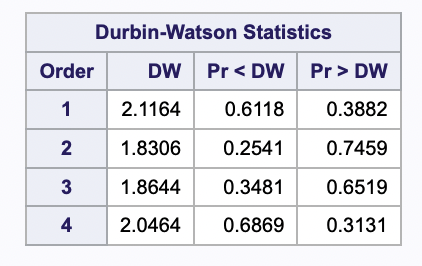 Durbin-Watson Statistics
Order DW Pr < DW Pr > DW
1 2.1164 0.6118 0.3882
2 1.8306 0.2541 0.7459
3 1.8644 0.3481 0.6519
4 2.0464 0.6869 0.3131